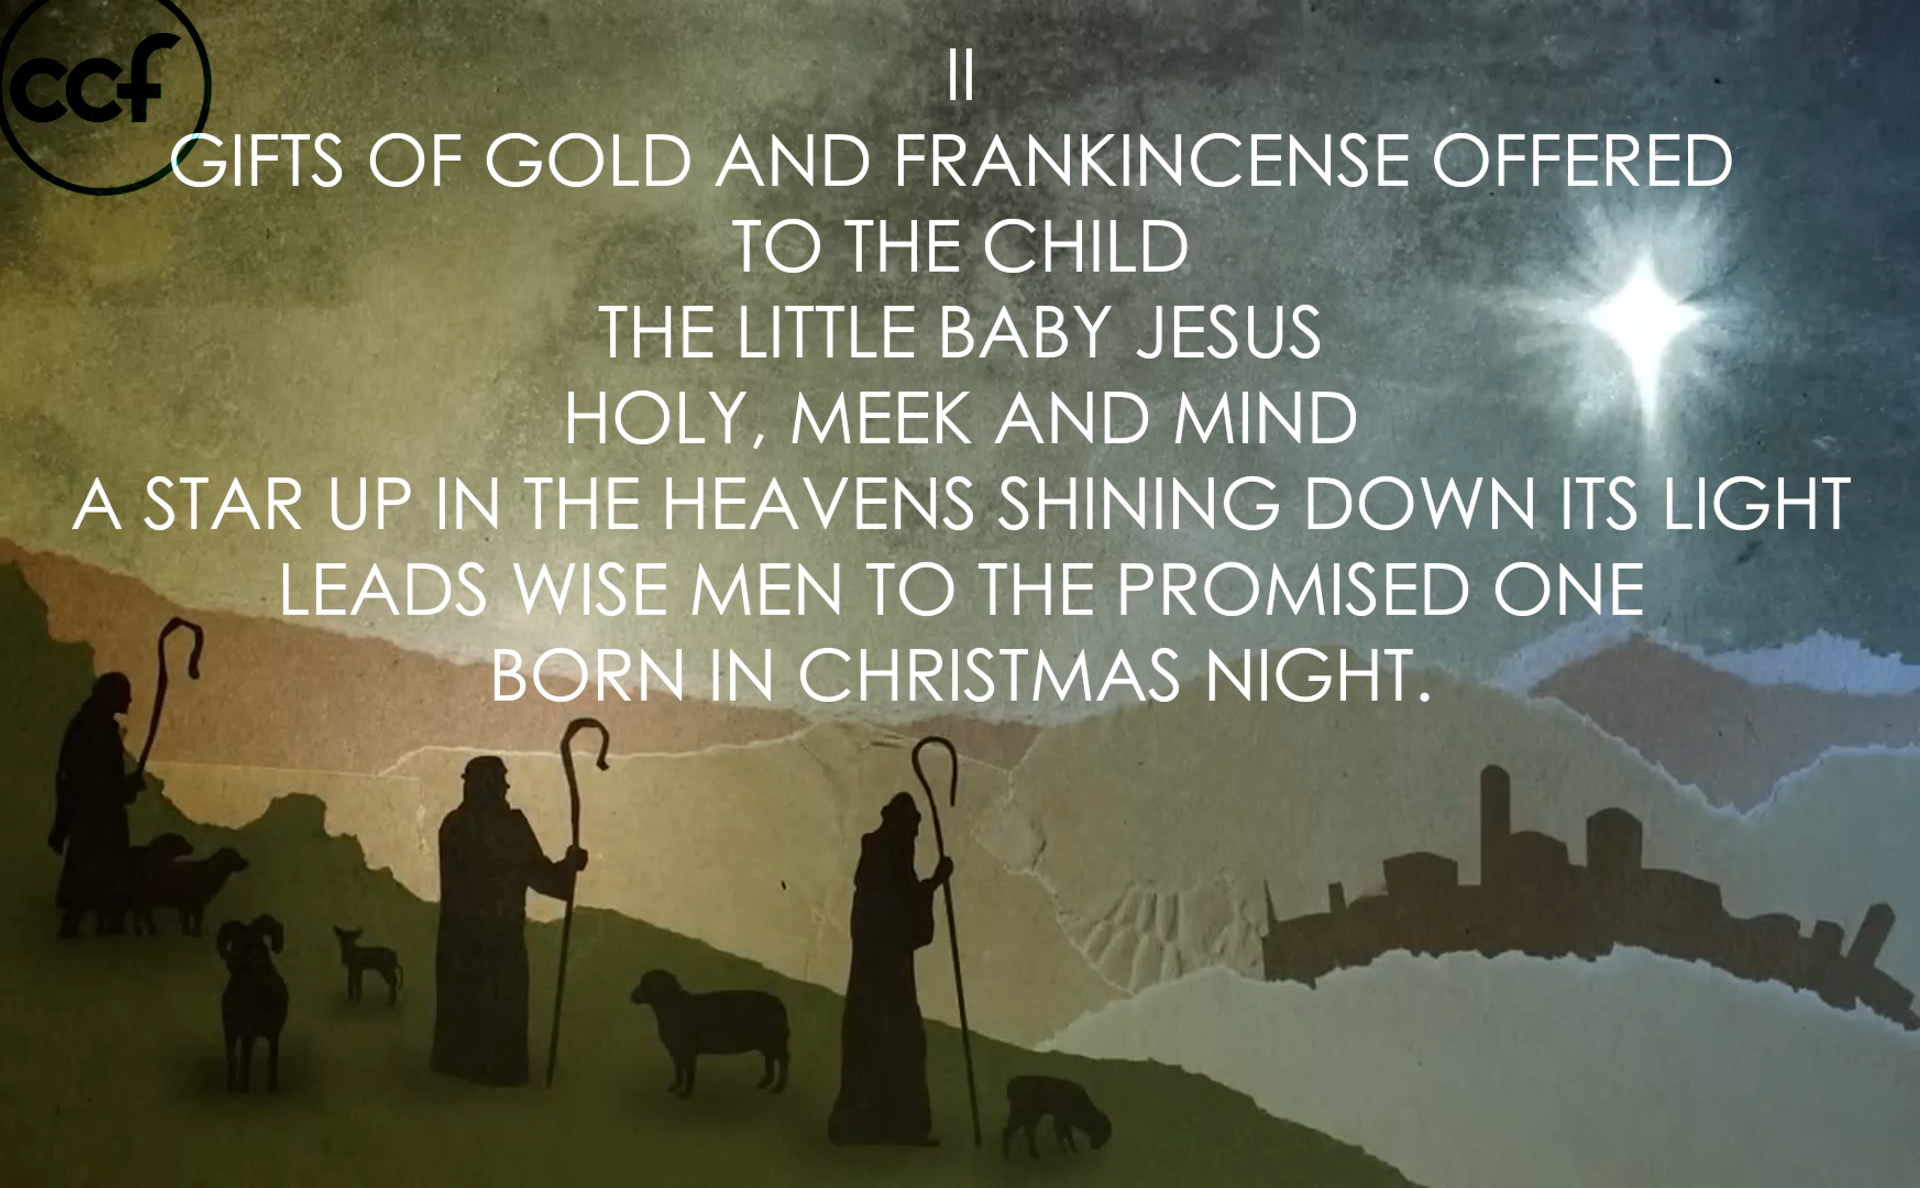 ccf
II
GIFTS OF GOLD AND FRANKINCENSE OFFERED
TO THE CHILD
THE LITTLE BABY JESUS
HOLY, MEEK AND MIND
A STAR UP IN THE HEAVENS SHINING DOWN ITS LIGHT
LEADS WISE MEN TO THE PROMISED ONE
BORN IN CHRISTMAS NIGHT.